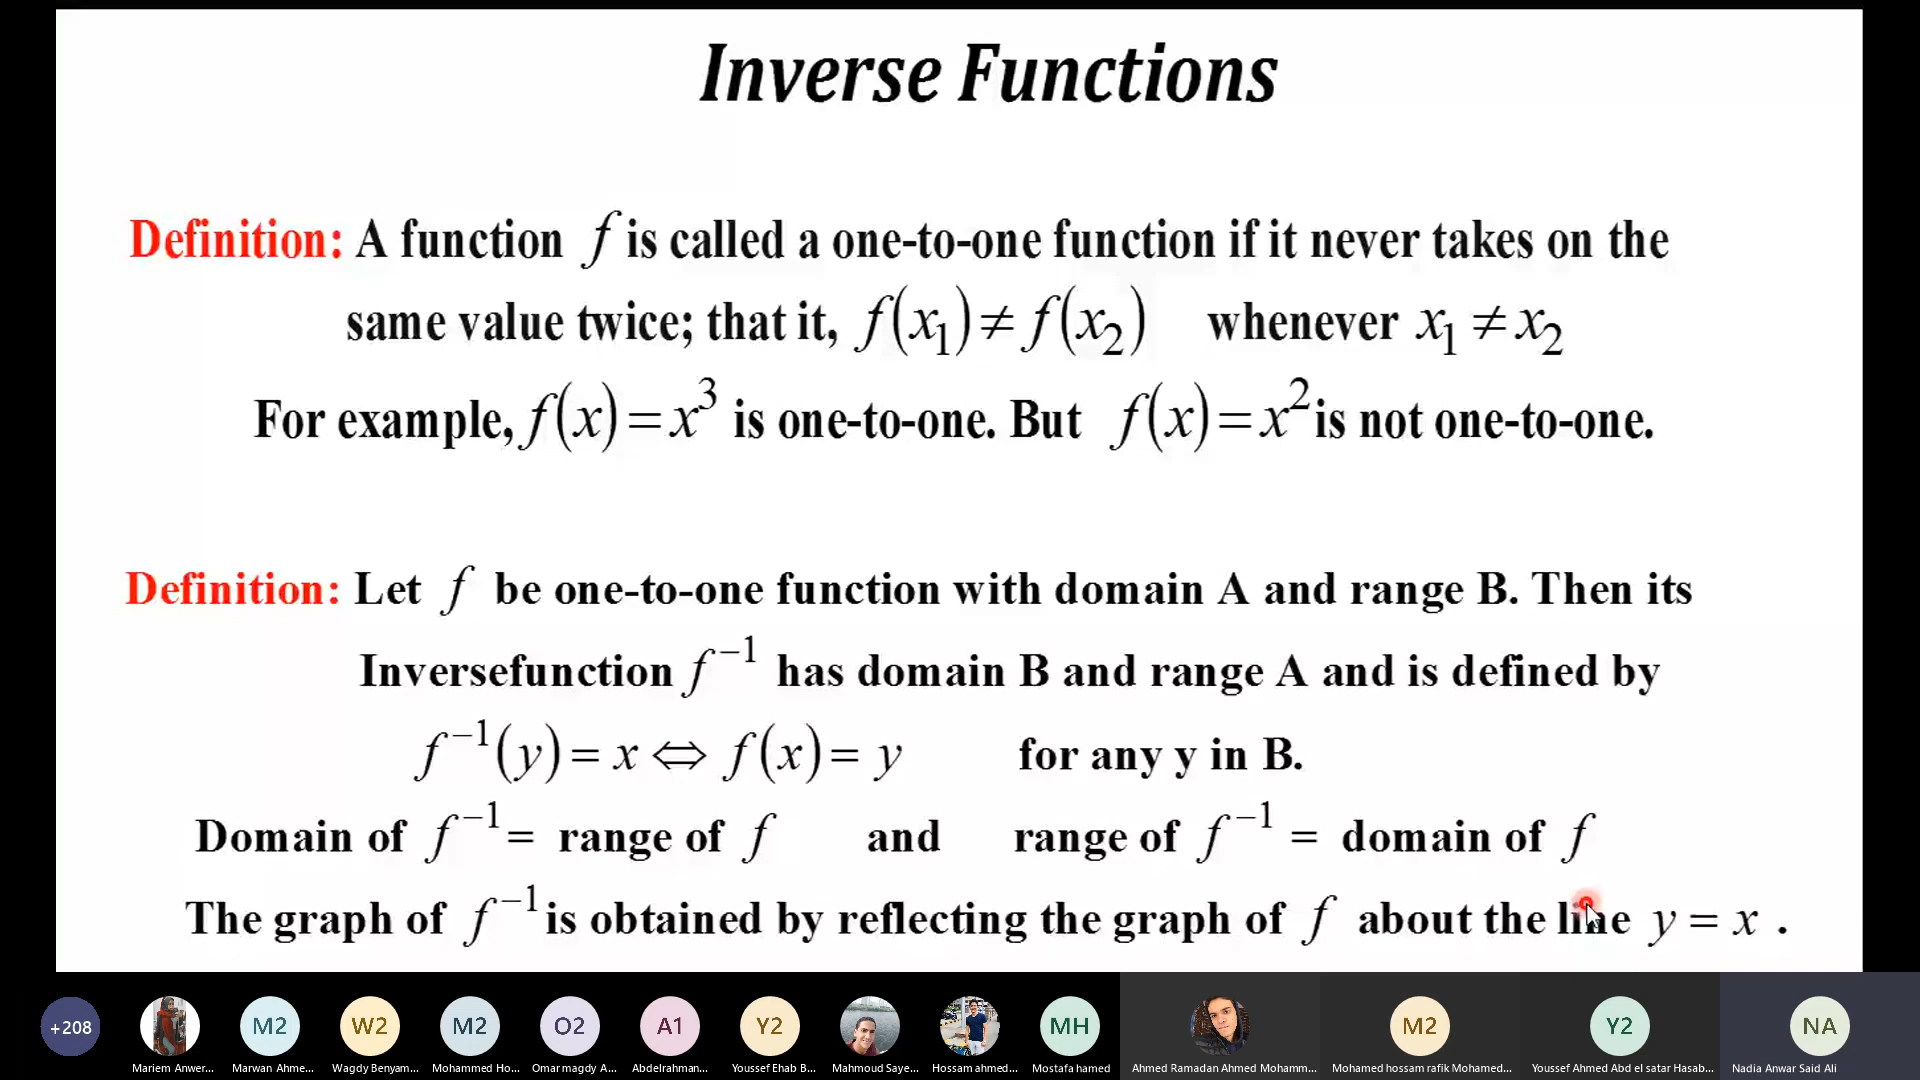 Inverse Functions
Definition: A function f is called a one-to-one function if it never takes on the
same value twice; that it, f(x₁) ≠ f(x₂) whenever x₁ ≠ x₂
For example, f(x) = x³ is one-to-one. But f(x) = x² is not one-to-one.
Definition: Let f be one-to-one function with domain A and range B. Then its
Inversefunction f⁻¹ has domain B and range A and is defined by
f⁻¹(y) = x ⇔ f(x) = y for any y in B.
Domain of f⁻¹ = range of f and range of f⁻¹ = domain of f
The graph of f⁻¹ is obtained by reflecting the graph of f about the line y = x .
+208 M2 W2 M2 O2 A1 Y2 MH M2 Y2 NA
Mariem Anwer... Marwan Ahme... Wagdy Benyam... Mohammed Ho... Omar magdy A... Abdelrahman... Youssef Ehab B... Mahmoud Saye... Hossam ahmed... Mostafa hamed Ahmed Ramadan Ahmed Mohamm... Mohamed hossam rafik Mohamed... Youssef Ahmed Abd el satar Hasab... Nadia Anwar Said Ali